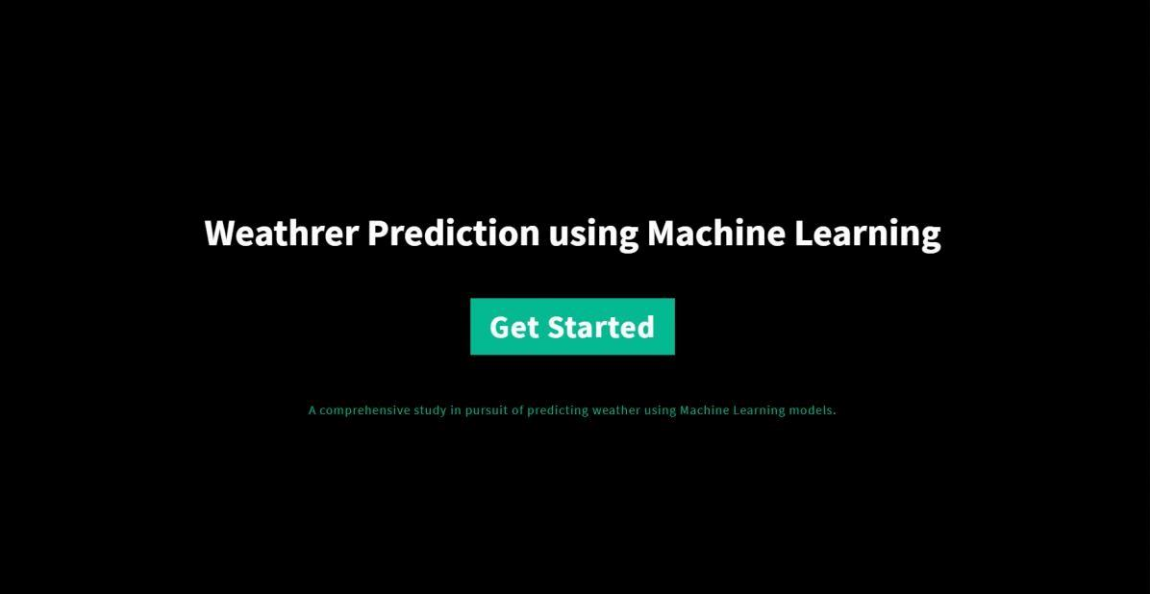 Weathrer Prediction using Machine Learning
Get Started
A comprehensive study in pursuit of predicting weather using Machine Learning models.